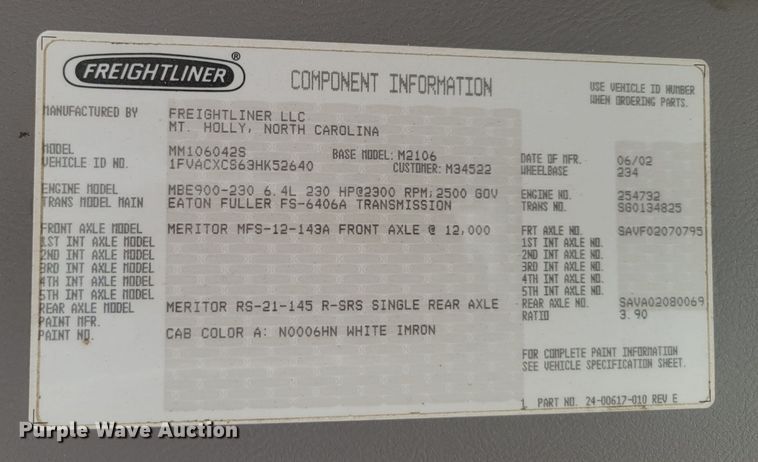 FREIGHTLINER®
COMPONENT INFORMATION
USE VEHICLE ID NUMBER
WHEN ORDERING PARTS.
MANUFACTURED BY FREIGHTLINER LLC
MT. HOLLY, NORTH CAROLINA
MODEL MM106042S BASE MODEL: M2106 DATE OF MFR. 06/02
VEHICLE ID NO. 1FVACXCS63HK52640 CUSTOMER: M34522 WHEELBASE 234
ENGINE MODEL MBE900-230 6.4L 230 HP@2300 RPM; 2500 GOV ENGINE NO. 254732
TRANS MODEL MAIN EATON FULLER FS-6406A TRANSMISSION TRANS NO. S60134825
FRONT AXLE MODEL MERITOR MFS-12-143A FRONT AXLE @ 12,000 FRT AXLE NO. SAVF02070795
1ST INT AXLE MODEL 1ST INT AXLE NO.
2ND INT AXLE MODEL 2ND INT AXLE NO.
3RD INT AXLE MODEL 3RD INT AXLE NO.
4TH INT AXLE MODEL 4TH INT AXLE NO.
5TH INT AXLE MODEL 5TH INT AXLE NO.
REAR AXLE MODEL MERITOR RS-21-145 R-SRS SINGLE REAR AXLE REAR AXLE NO. SAVA02080069
PAINT MFR. RATIO 3.90
PAINT NO. CAB COLOR A: N0006HN WHITE IMRON
FOR COMPLETE PAINT INFORMATION
SEE VEHICLE SPECIFICATION SHEET.
1 PART NO. 24-00617-010 REV E
Purple Wave Auction